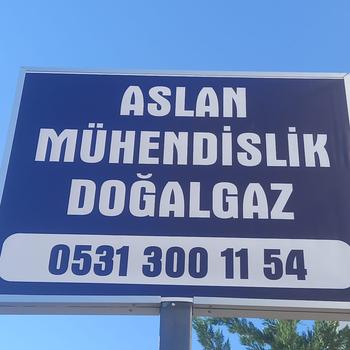 ASLAN
MÜHENDİSLİK
DOĞALGAZ
0531 300 11 54